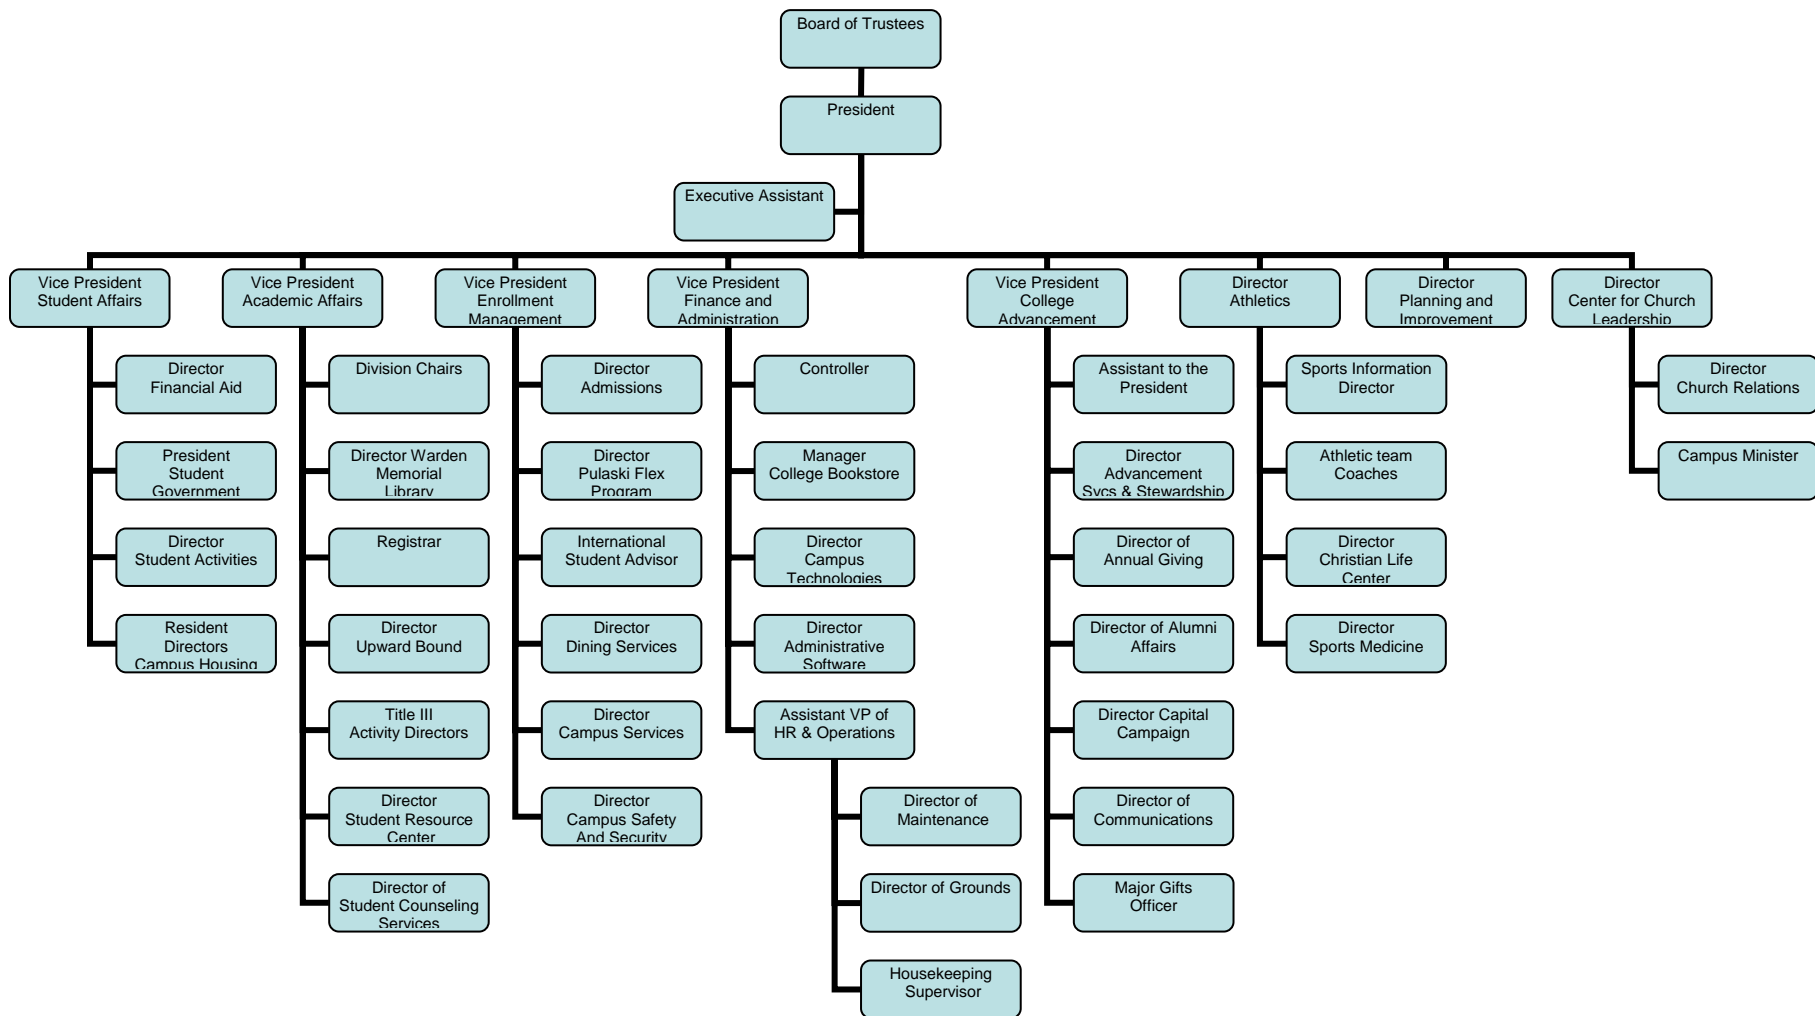 Board of Trustees
President
Executive Assistant
Vice President
Student Affairs
Vice President
Academic Affairs
Vice President
Enrollment
Management
Vice President
Finance and
Administration
Vice President
College
Advancement
Director
Athletics
Director
Planning and
Improvement
Director
Center for Church
Leadership
Director
Financial Aid
President
Student
Government
Director
Student Activities
Resident
Directors
Campus Housing
Division Chairs
Director Warden
Memorial
Library
Registrar
Director
Upward Bound
Title III
Activity Directors
Director
Student Resource
Center
Director of
Student Counseling
Services
Director
Admissions
Director
Pulaski Flex
Program
International
Student Advisor
Director
Dining Services
Director
Campus Services
Director
Campus Safety
And Security
Controller
Manager
College Bookstore
Director
Campus
Technologies
Director
Administrative
Software
Assistant VP of
HR & Operations
Director of
Maintenance
Director of Grounds
Housekeeping
Supervisor
Assistant to the
President
Director
Advancement
Svcs & Stewardship
Director of
Annual Giving
Director of Alumni
Affairs
Director Capital
Campaign
Director of
Communications
Major Gifts
Officer
Sports Information
Director
Athletic team
Coaches
Director
Christian Life
Center
Director
Sports Medicine
Director
Church Relations
Campus Minister